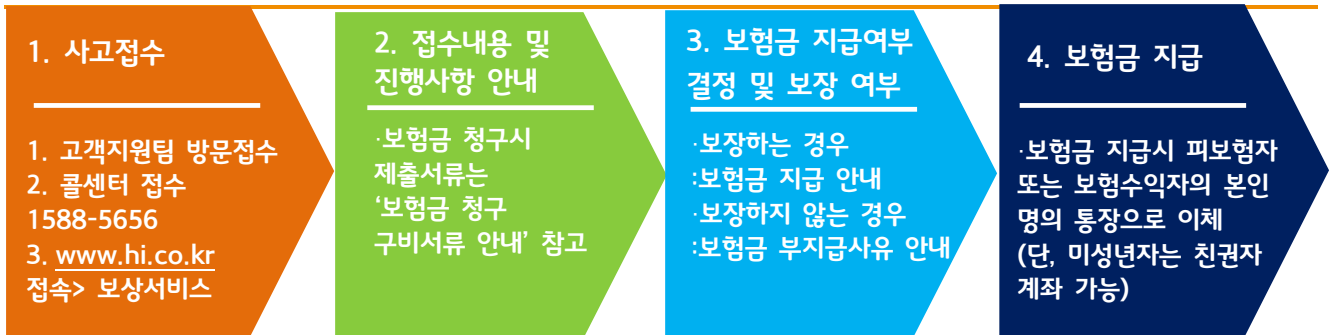 1. 사고접수
1. 고객지원팀 방문접수
2. 콜센터 접수
1588-5656
3. www.hi.co.kr
접속> 보상서비스
2. 접수내용 및
진행사항 안내
·보험금 청구시
제출서류는
‘보험금 청구
구비서류 안내’ 참고
3. 보험금 지급여부
결정 및 보장 여부
·보장하는 경우
:보험금 지급 안내
·보장하지 않는 경우
:보험금 부지급사유 안내
4. 보험금 지급
·보험금 지급시 피보험자
또는 보험수익자의 본인
명의 통장으로 이체
(단, 미성년자는 친권자
계좌 가능)